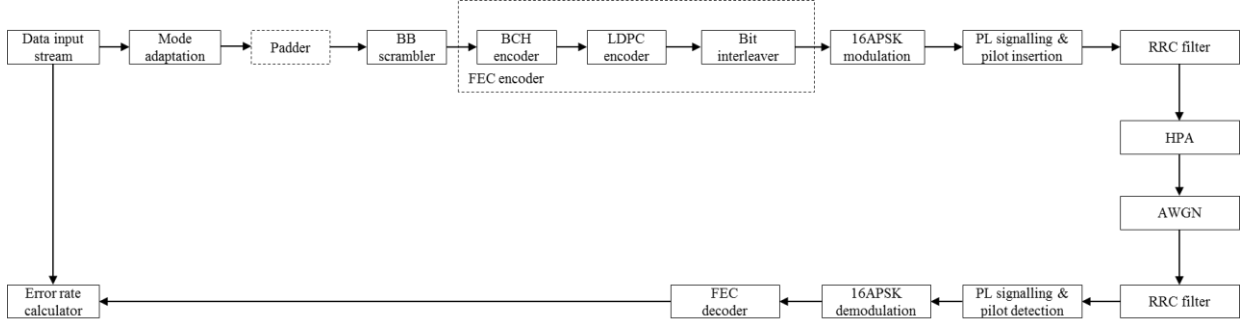 Data input
stream
Mode
adaptation
Padder
BB
scrambler
BCH
encoder
LDPC
encoder
Bit
interleaver
FEC encoder
16APSK
modulation
PL signalling &
pilot insertion
RRC filter
HPA
AWGN
Error rate
calculator
FEC
decoder
16APSK
demodulation
PL signalling &
pilot detection
RRC filter